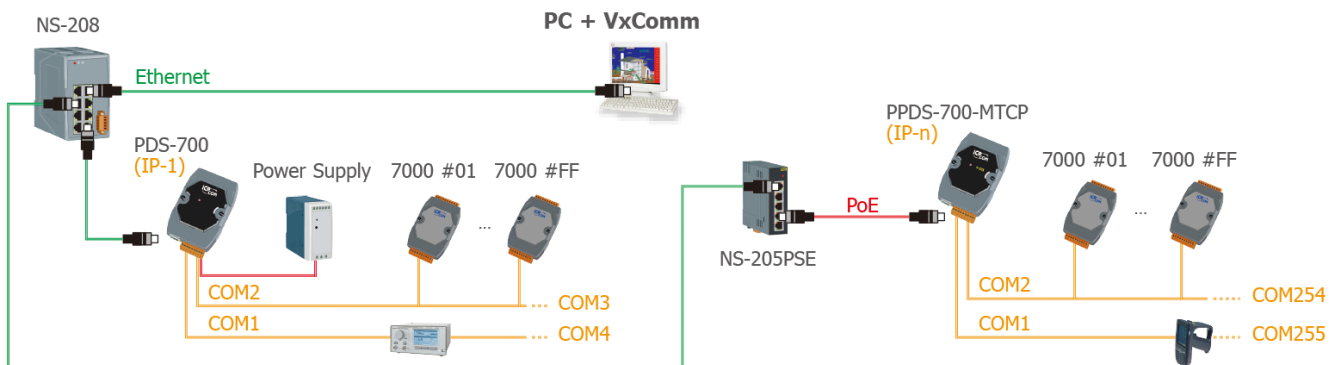 NS-208
PC + VxComm
Ethernet
PDS-700
(IP-1)
Power Supply
7000 #01
7000 #FF
...
COM2
COM3
COM1
COM4
PPDS-700-MTCP
(IP-n)
7000 #01
7000 #FF
...
PoE
NS-205PSE
COM2
COM254
COM1
COM255